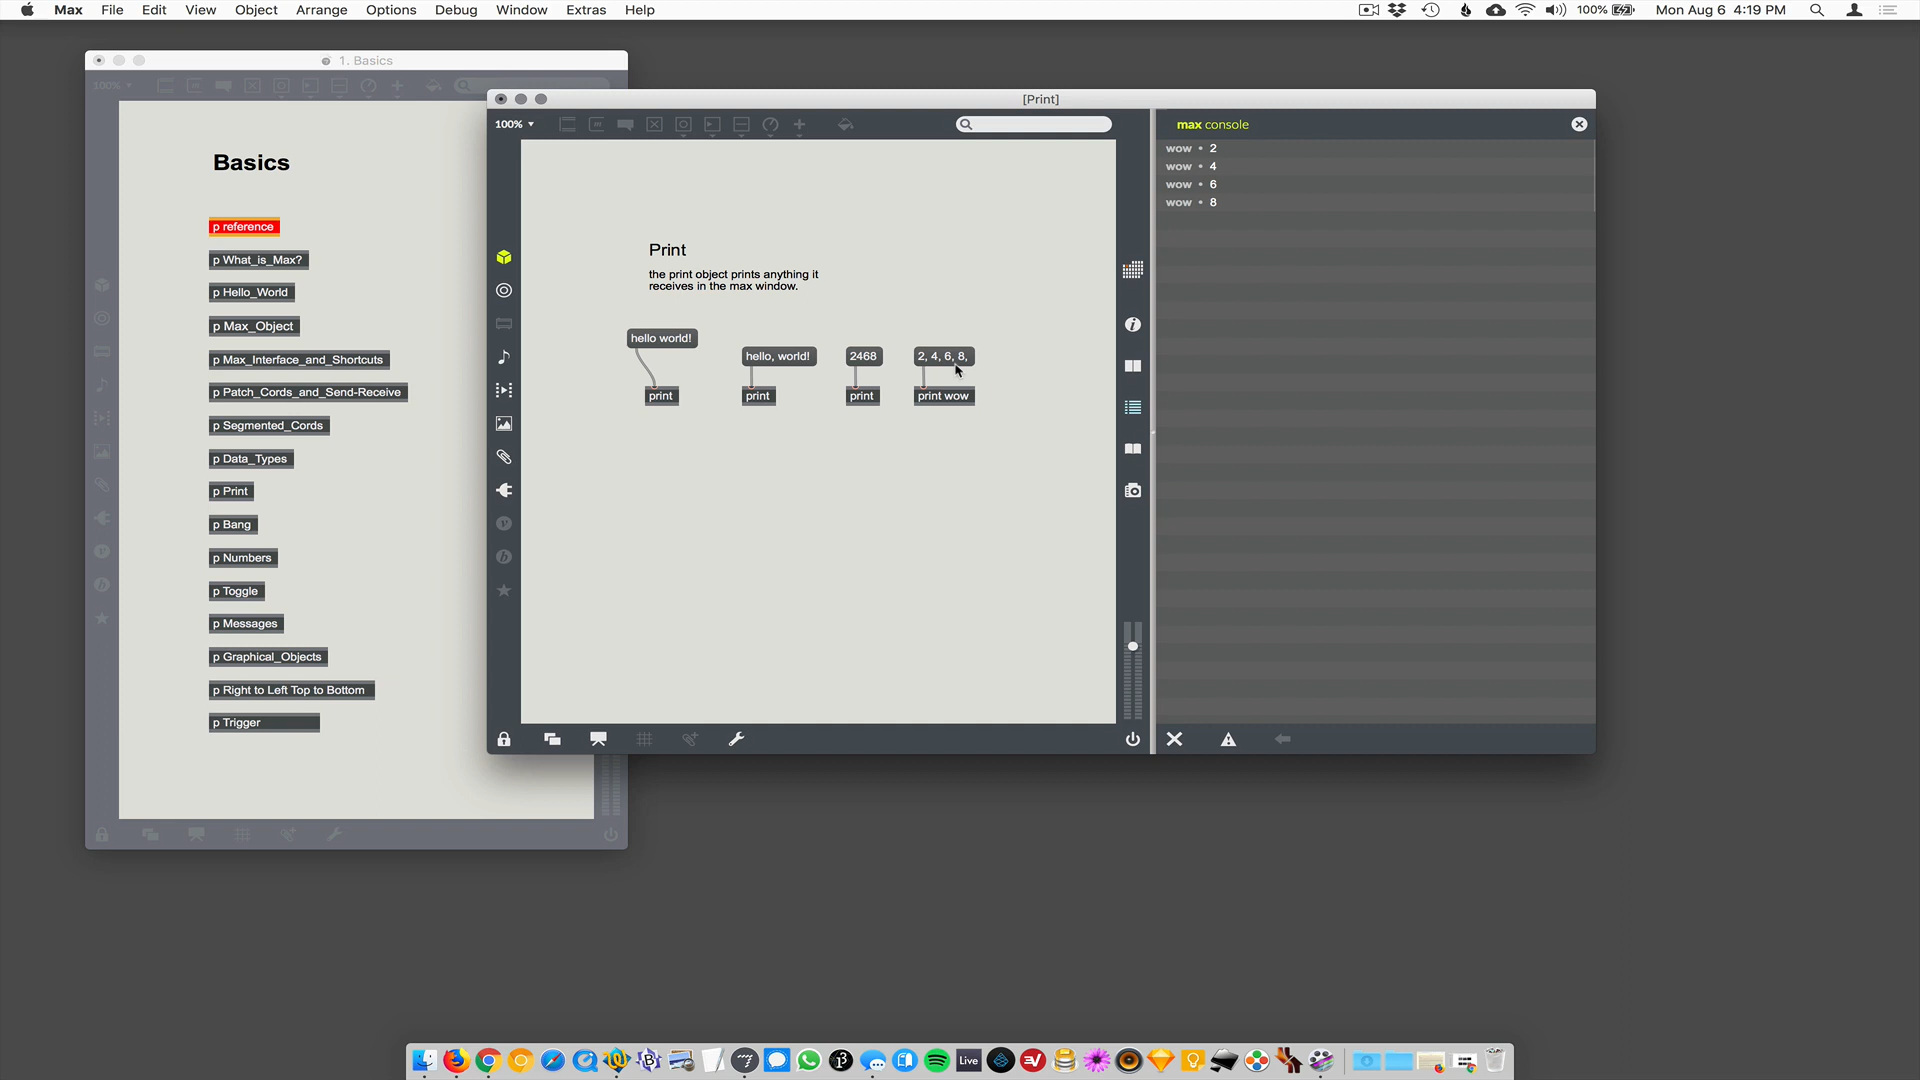 Max File Edit View Object Arrange Options Debug Window Extras Help
100% Mon Aug 6 4:19 PM
1. Basics
100%
Basics
p reference
p What_is_Max?
p Hello_World
p Max_Object
p Max_Interface_and_Shortcuts
p Patch_Cords_and_Send-Receive
p Segmented_Cords
p Data_Types
p Print
p Bang
p Numbers
p Toggle
p Messages
p Graphical_Objects
p Right to Left Top to Bottom
p Trigger
[Print]
100%
Print
the print object prints anything it
receives in the max window.
hello world!
hello, world!
2468
2, 4, 6, 8,
print
print
print
print wow
max console
wow • 2
wow • 4
wow • 6
wow • 8
Live